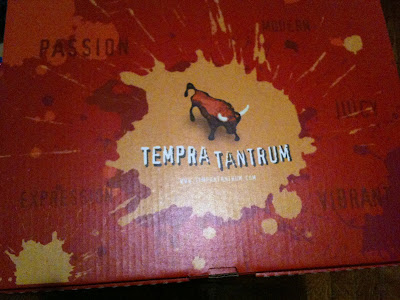 MODERN
PASSION
JUICY
TEMPRA TANTRUM
WWW.TEMPRATANTRUM.COM
EXPRESSION
VIBRANT